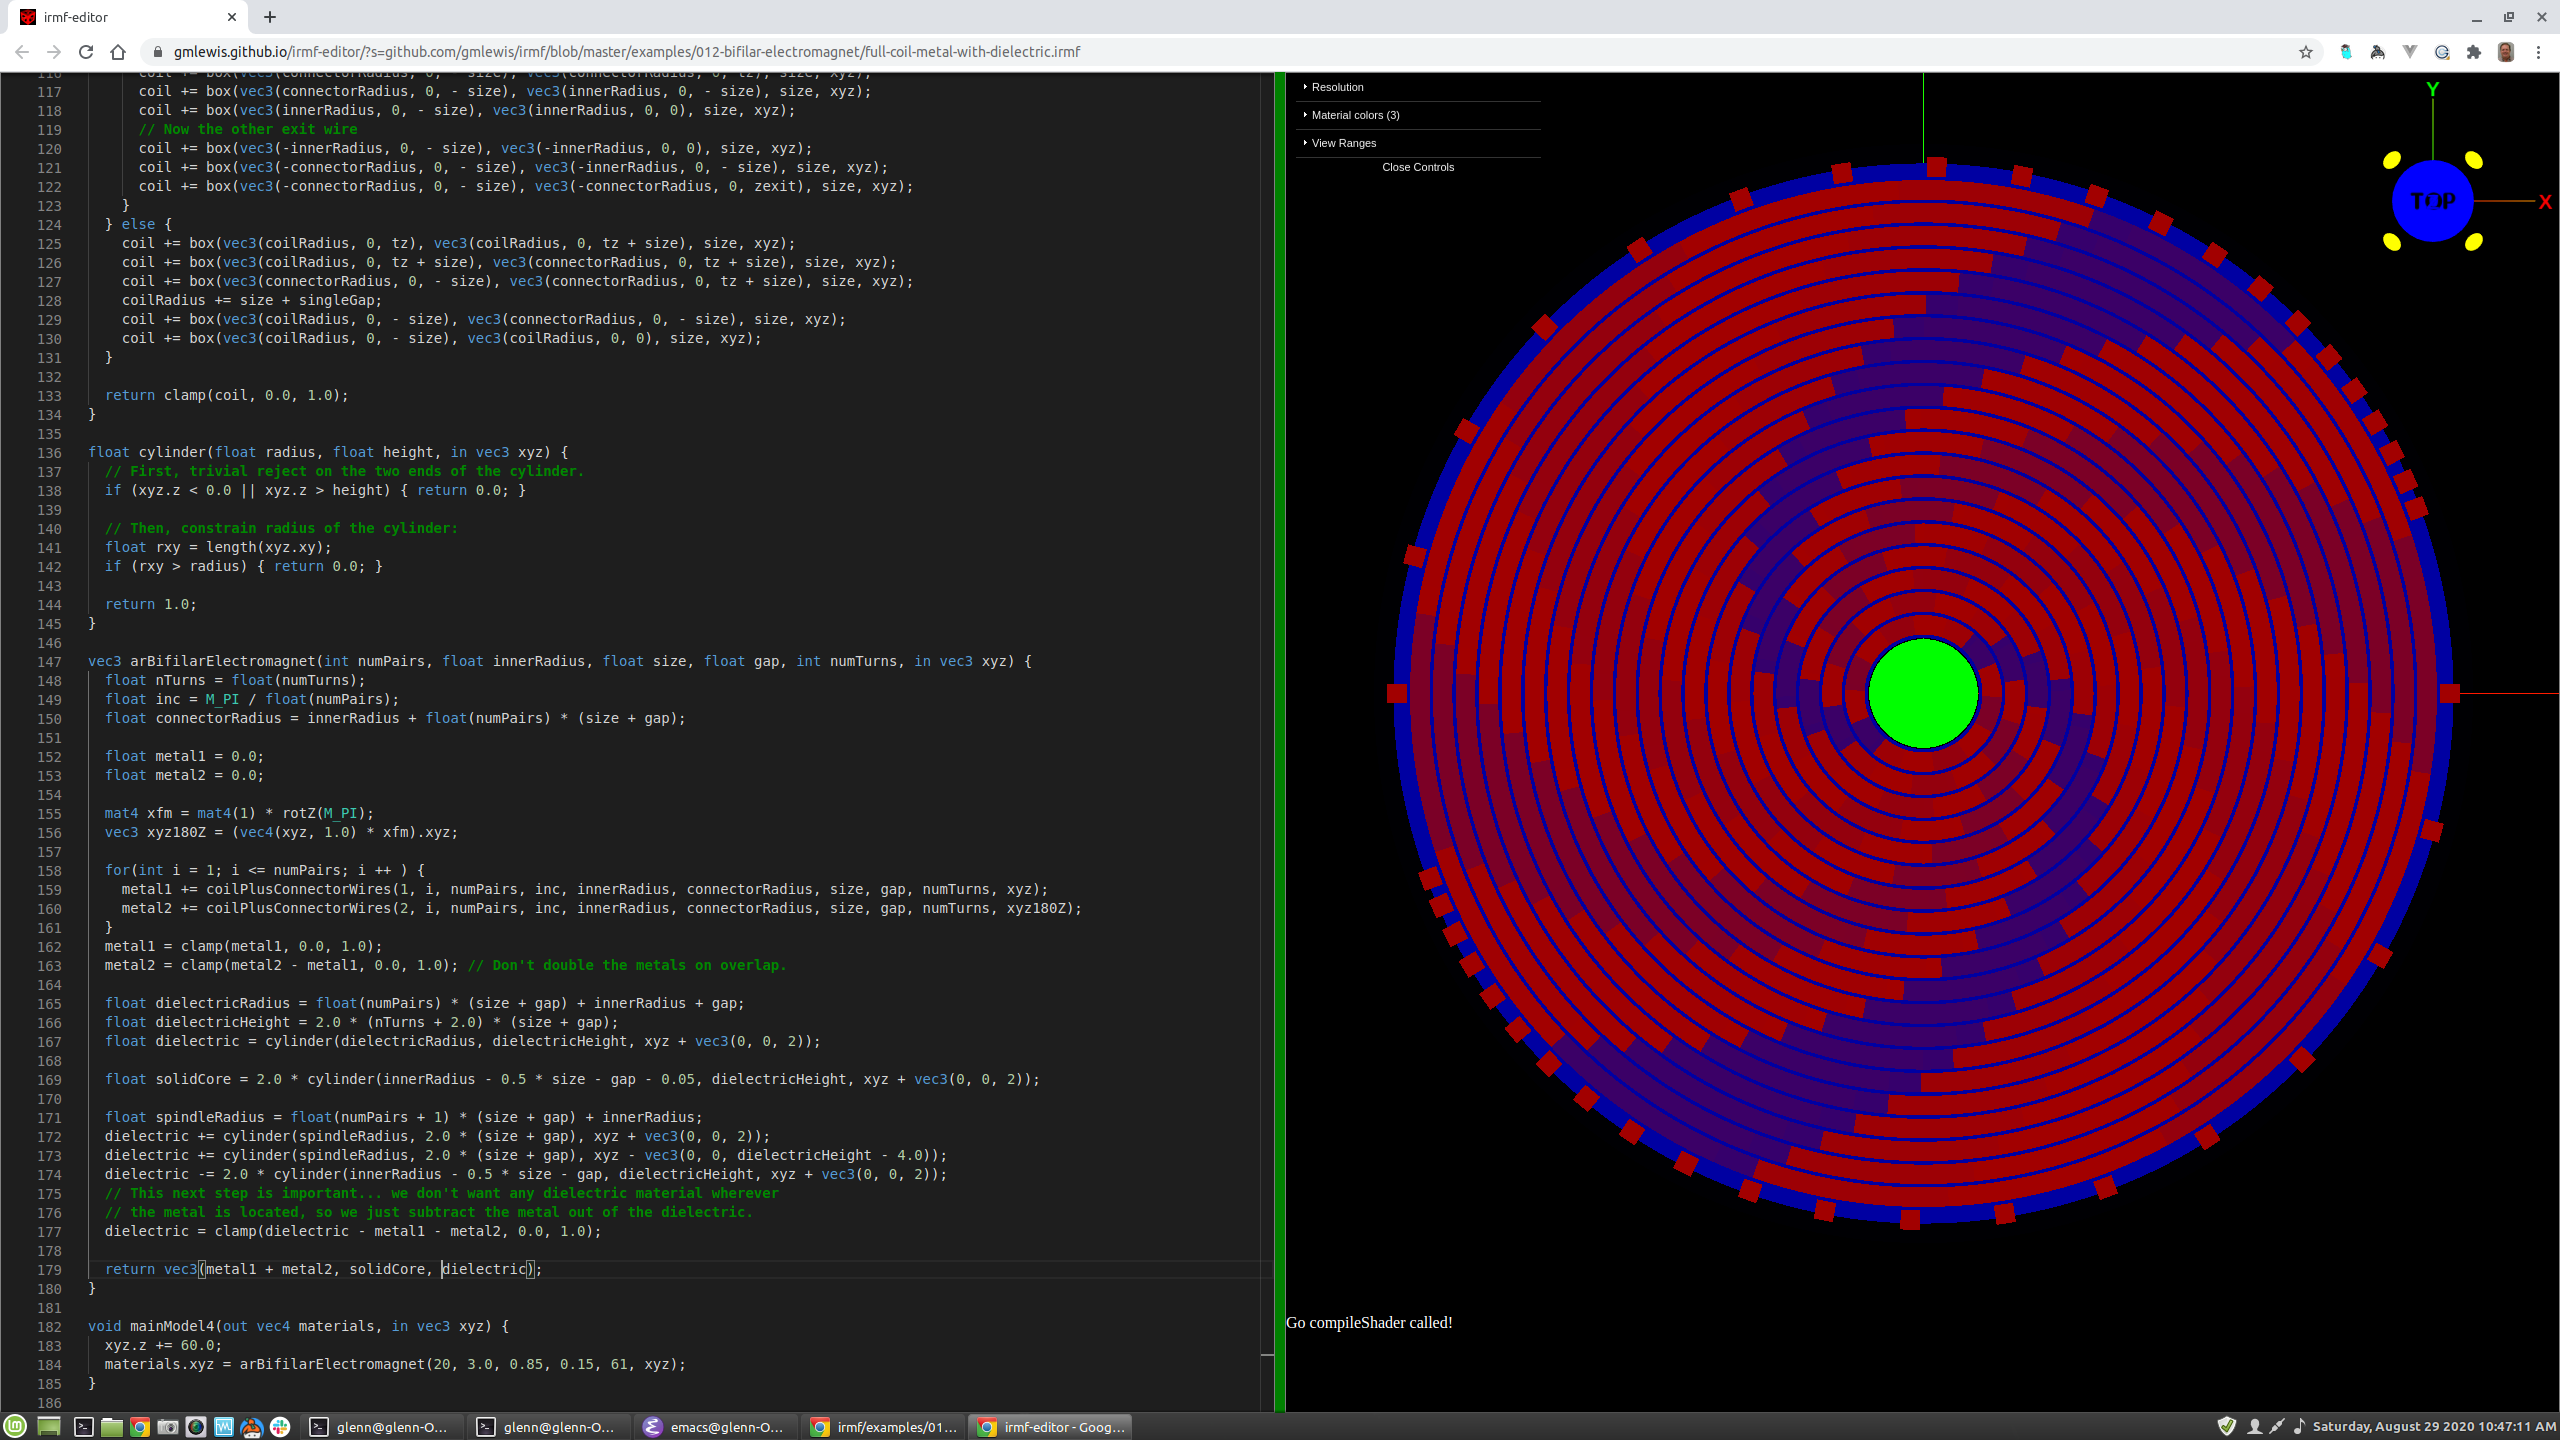 irmf-editor
gmlewis.github.io/irmf-editor/?s=github.com/gmlewis/irmf/blob/master/examples/012-bifilar-electromagnet/full-coil-metal-with-dielectric.irmf
116 coil += box(vec3(connectorRadius, 0, - size), vec3(connectorRadius, 0, tz), size, xyz);
117 coil += box(vec3(connectorRadius, 0, - size), vec3(innerRadius, 0, - size), size, xyz);
118 coil += box(vec3(innerRadius, 0, - size), vec3(innerRadius, 0, 0), size, xyz);
119 // Now the other exit wire
120 coil += box(vec3(-innerRadius, 0, - size), vec3(-innerRadius, 0, 0), size, xyz);
121 coil += box(vec3(-connectorRadius, 0, - size), vec3(-innerRadius, 0, - size), size, xyz);
122 coil += box(vec3(-connectorRadius, 0, - size), vec3(-connectorRadius, 0, zexit), size, xyz);
123 }
124 } else {
125 coil += box(vec3(coilRadius, 0, tz), vec3(coilRadius, 0, tz + size), size, xyz);
126 coil += box(vec3(coilRadius, 0, tz + size), vec3(connectorRadius, 0, tz + size), size, xyz);
127 coil += box(vec3(connectorRadius, 0, - size), vec3(connectorRadius, 0, tz + size), size, xyz);
128 coilRadius += size + singleGap;
129 coil += box(vec3(coilRadius, 0, - size), vec3(connectorRadius, 0, - size), size, xyz);
130 coil += box(vec3(coilRadius, 0, - size), vec3(coilRadius, 0, 0), size, xyz);
131 }
132
133 return clamp(coil, 0.0, 1.0);
134 }
135
136 float cylinder(float radius, float height, in vec3 xyz) {
137 // First, trivial reject on the two ends of the cylinder.
138 if (xyz.z < 0.0 || xyz.z > height) { return 0.0; }
139
140 // Then, constrain radius of the cylinder:
141 float rxy = length(xyz.xy);
142 if (rxy > radius) { return 0.0; }
143
144 return 1.0;
145 }
146
147 vec3 arBifilarElectromagnet(int numPairs, float innerRadius, float size, float gap, int numTurns, in vec3 xyz) {
148 float nTurns = float(numTurns);
149 float inc = M_PI / float(numPairs);
150 float connectorRadius = innerRadius + float(numPairs) * (size + gap);
151
152 float metal1 = 0.0;
153 float metal2 = 0.0;
154
155 mat4 xfm = mat4(1) * rotZ(M_PI);
156 vec3 xyz180Z = (vec4(xyz, 1.0) * xfm).xyz;
157
158 for(int i = 1; i <= numPairs; i ++ ) {
159 metal1 += coilPlusConnectorWires(1, i, numPairs, inc, innerRadius, connectorRadius, size, gap, numTurns, xyz);
160 metal2 += coilPlusConnectorWires(2, i, numPairs, inc, innerRadius, connectorRadius, size, gap, numTurns, xyz180Z);
161 }
162 metal1 = clamp(metal1, 0.0, 1.0);
163 metal2 = clamp(metal2 - metal1, 0.0, 1.0); // Don't double the metals on overlap.
164
165 float dielectricRadius = float(numPairs) * (size + gap) + innerRadius + gap;
166 float dielectricHeight = 2.0 * (nTurns + 2.0) * (size + gap);
167 float dielectric = cylinder(dielectricRadius, dielectricHeight, xyz + vec3(0, 0, 2));
168
169 float solidCore = 2.0 * cylinder(innerRadius - 0.5 * size - gap - 0.05, dielectricHeight, xyz + vec3(0, 0, 2));
170
171 float spindleRadius = float(numPairs + 1) * (size + gap) + innerRadius;
172 dielectric += cylinder(spindleRadius, 2.0 * (size + gap), xyz + vec3(0, 0, 2));
173 dielectric += cylinder(spindleRadius, 2.0 * (size + gap), xyz - vec3(0, 0, dielectricHeight - 4.0));
174 dielectric -= 2.0 * cylinder(innerRadius - 0.5 * size - gap, dielectricHeight, xyz + vec3(0, 0, 2));
175 // This next step is important... we don't want any dielectric material wherever
176 // the metal is located, so we just subtract the metal out of the dielectric.
177 dielectric = clamp(dielectric - metal1 - metal2, 0.0, 1.0);
178
179 return vec3(metal1 + metal2, solidCore, dielectric);
180 }
181
182 void mainModel4(out vec4 materials, in vec3 xyz) {
183 xyz.z += 60.0;
184 materials.xyz = arBifilarElectromagnet(20, 3.0, 0.85, 0.15, 61, xyz);
185 }
186
Resolution
Material colors (3)
View Ranges
Close Controls
Y
TOP
X
Go compileShader called!
glenn@glenn-O...
glenn@glenn-O...
emacs@glenn-O...
irmf/examples/01...
irmf-editor - Goog...
Saturday, August 29 2020 10:47:11 AM